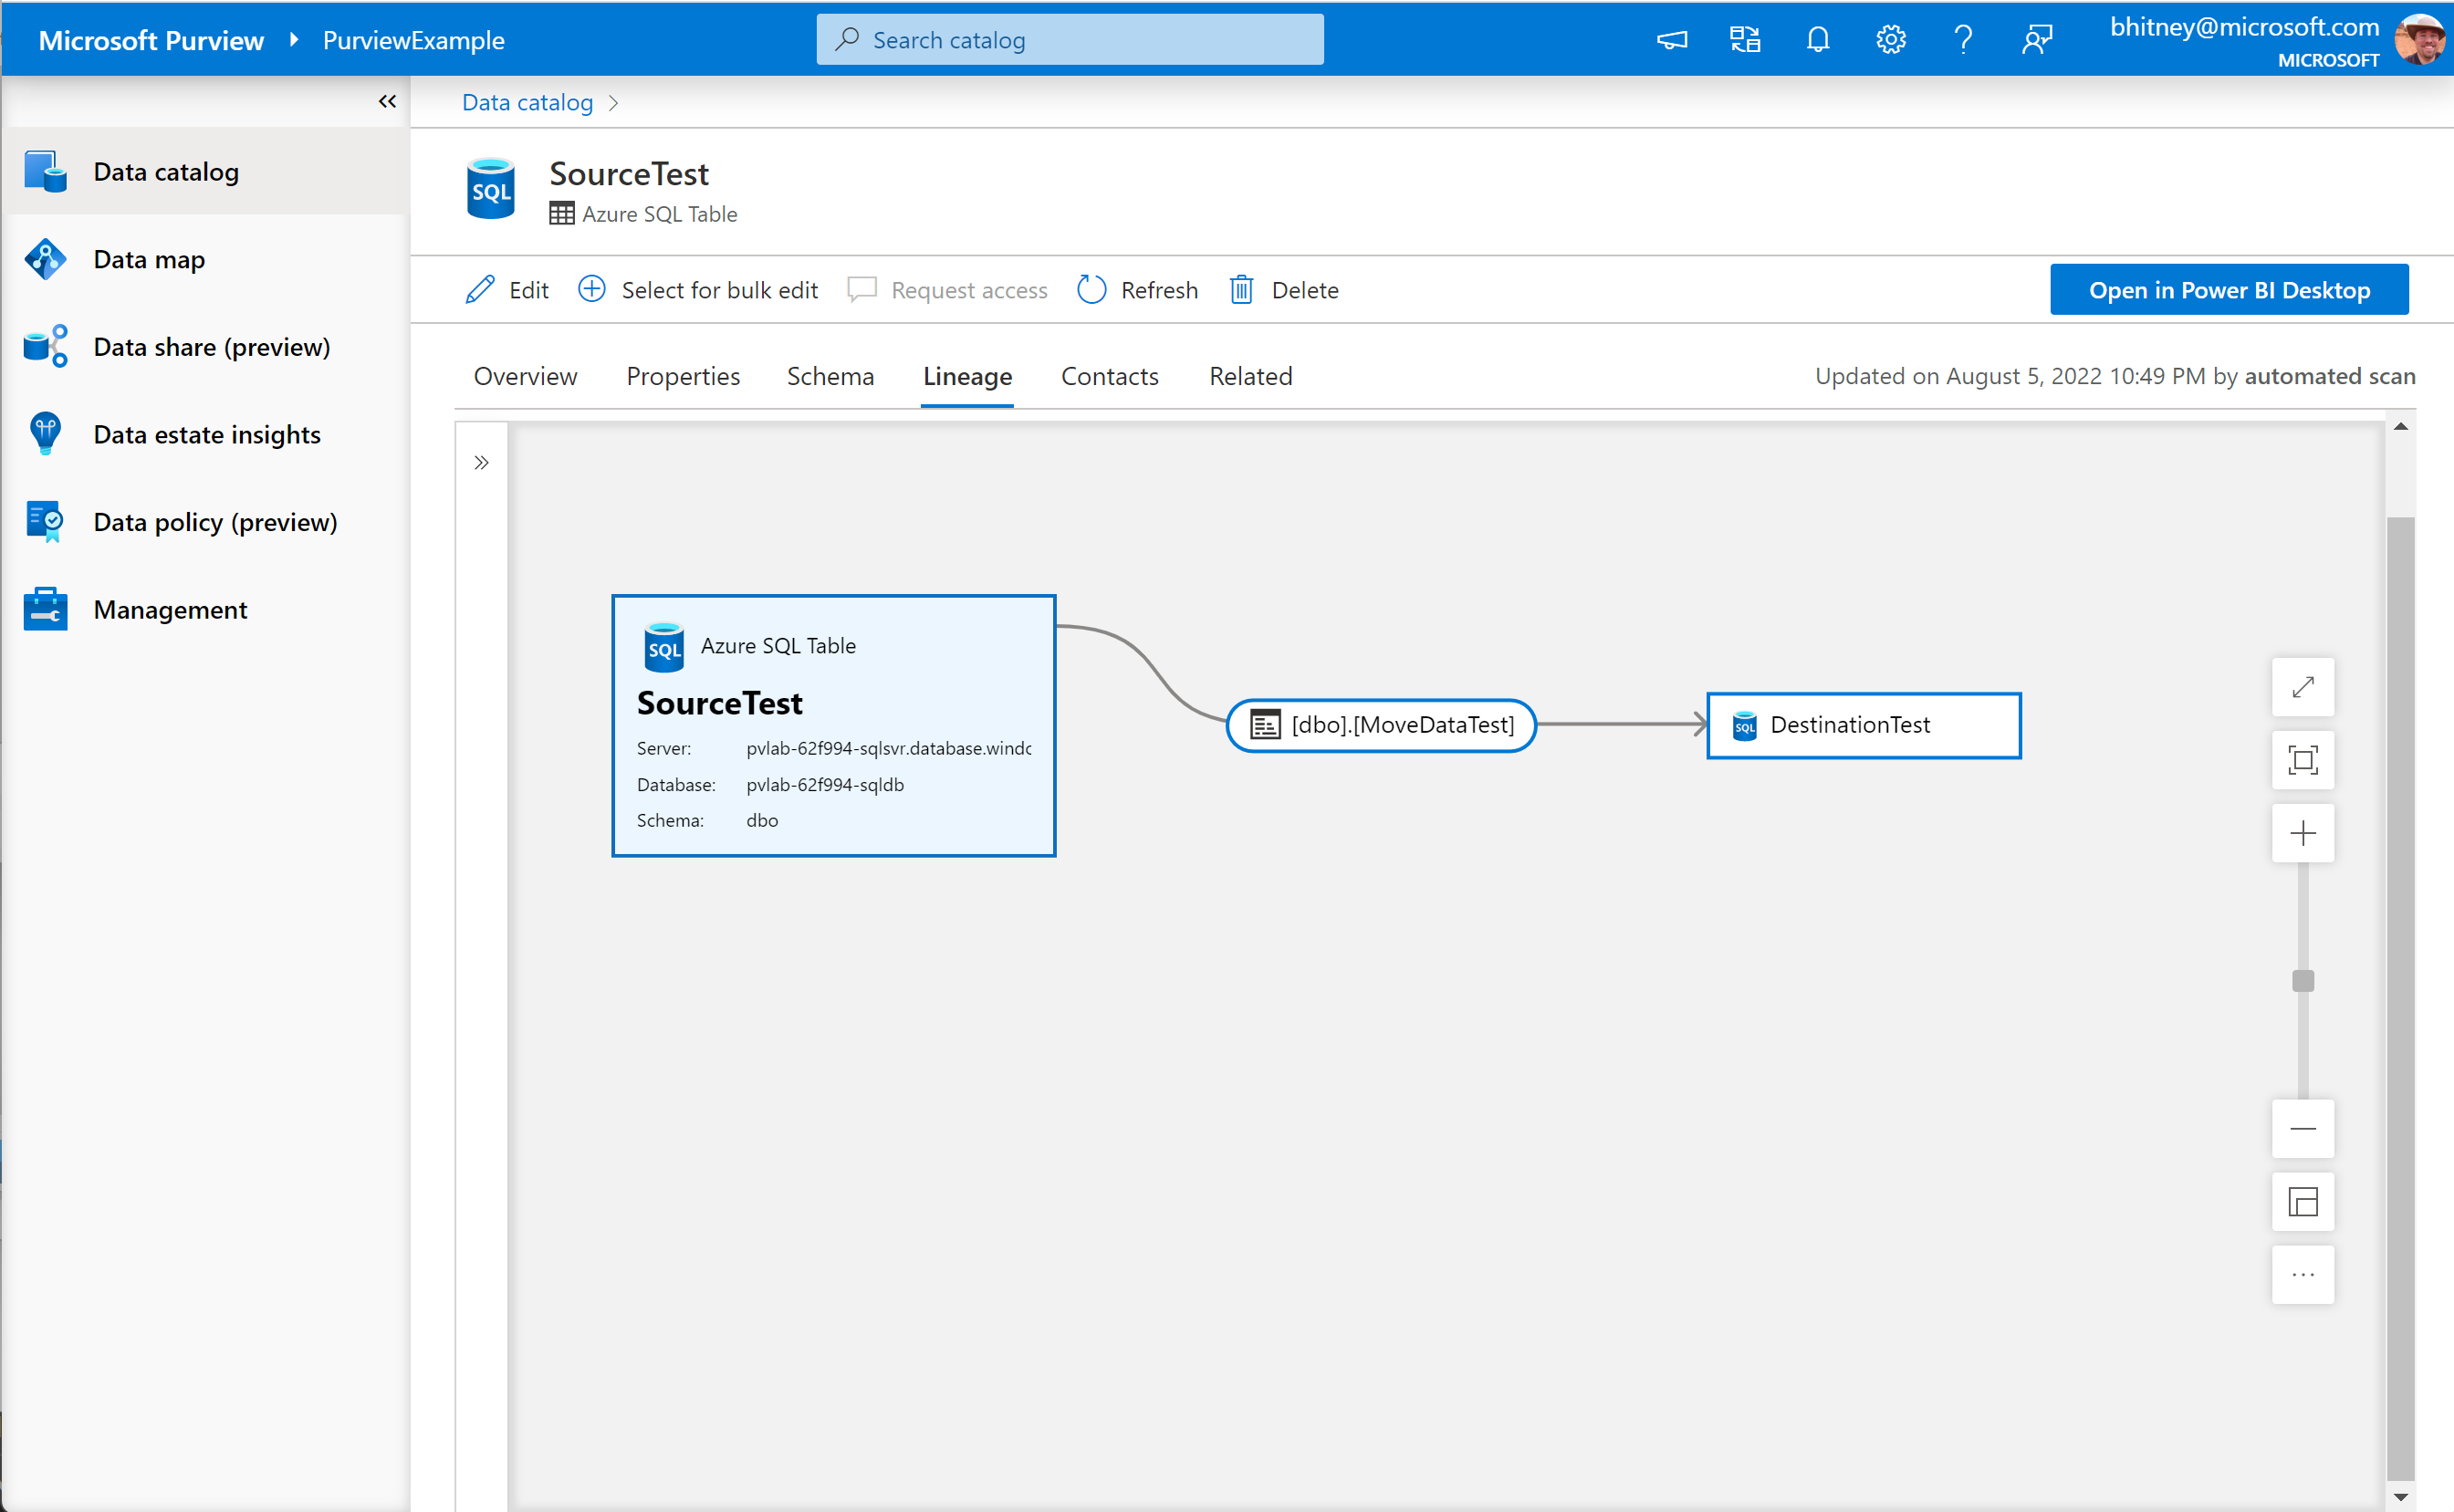 Microsoft Purview PurviewExample
Search catalog
bhitney@microsoft.com
MICROSOFT
Data catalog
Data map
Data share (preview)
Data estate insights
Data policy (preview)
Management
Data catalog
SQL
SourceTest
Azure SQL Table
Edit Select for bulk edit Request access Refresh Delete Open in Power BI Desktop
Overview Properties Schema Lineage Contacts Related Updated on August 5, 2022 10:49 PM by automated scan
SQL Azure SQL Table
SourceTest
Server: pvlab-62f994-sqlsvr.database.windc
Database: pvlab-62f994-sqldb
Schema: dbo
[dbo].[MoveDataTest]
SQL DestinationTest